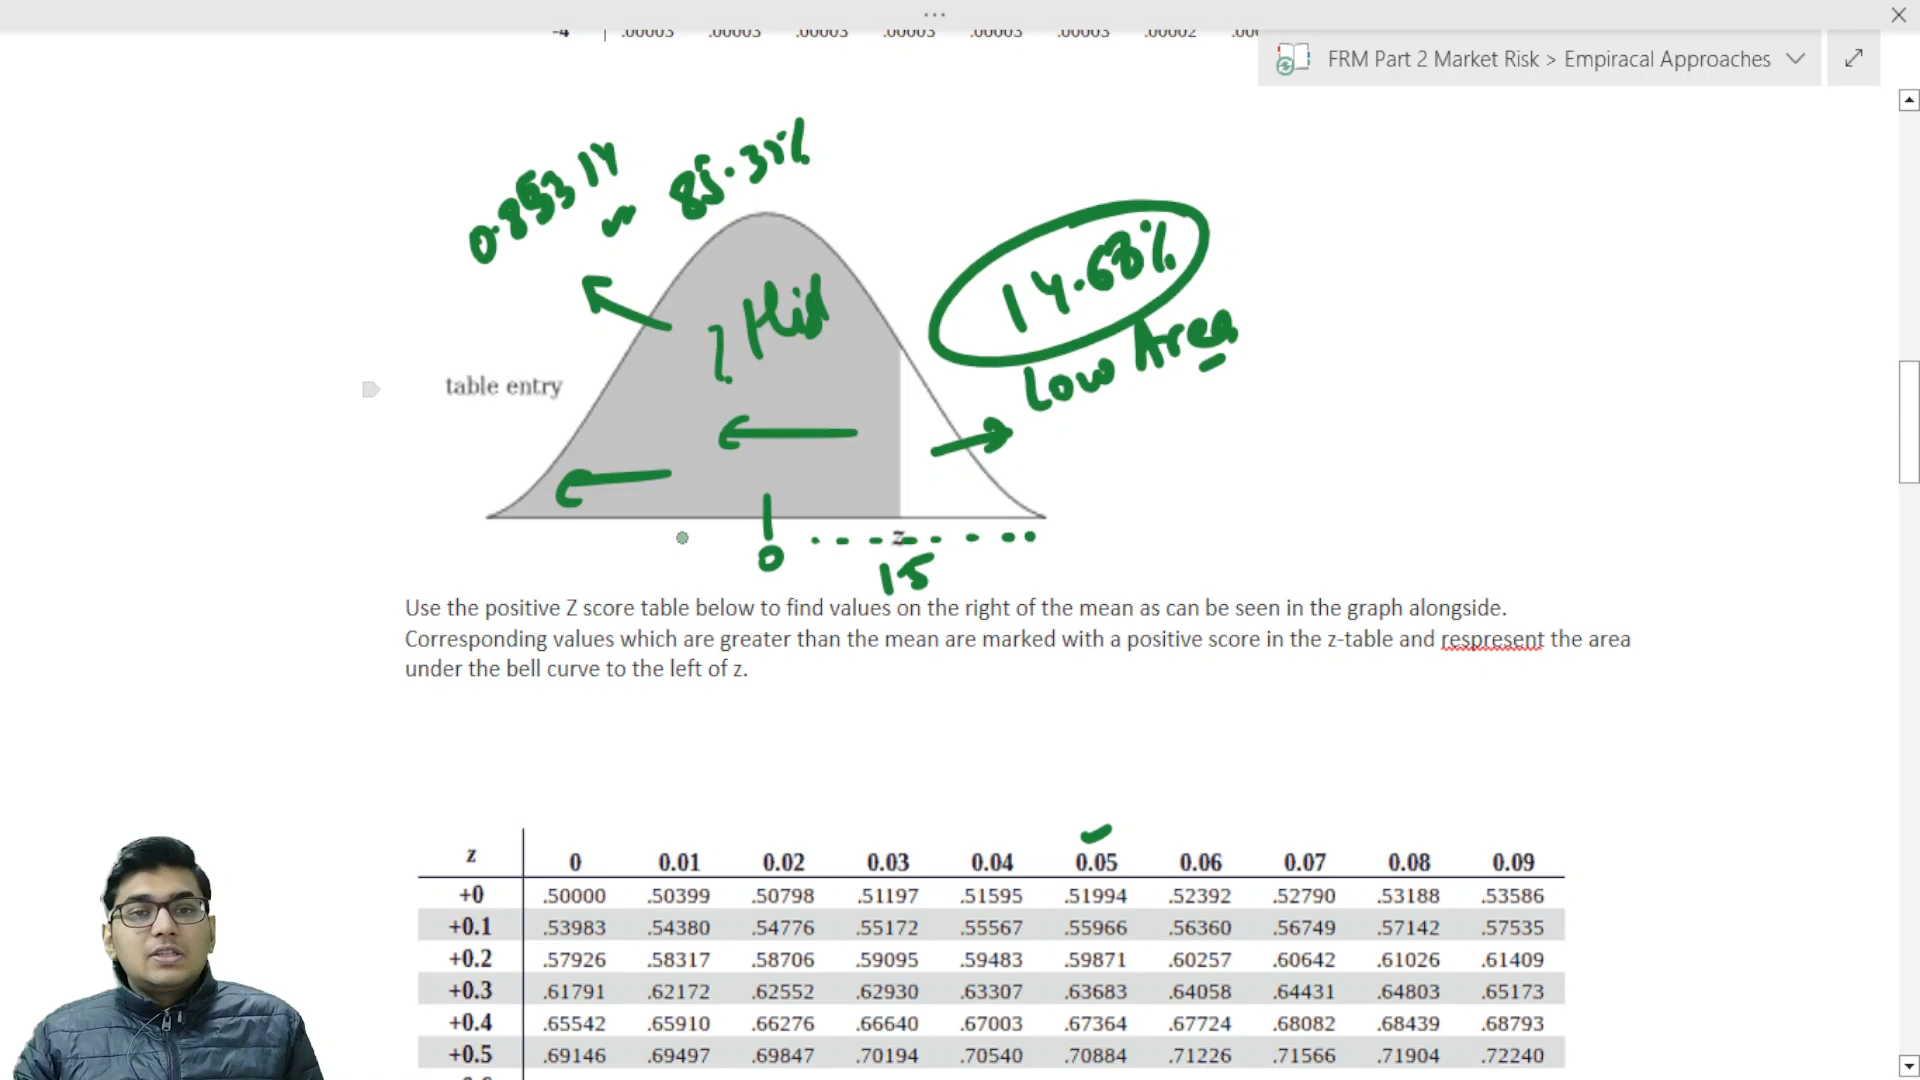 -4 .00003 .00003 .00003 .00003 .00003 .00003 .00002
FRM Part 2 Market Risk > Empiracal Approaches
0.85314
≈ 85.31%
14.68%
Low Area
table entry
z
0
15
Use the positive Z score table below to find values on the right of the mean as can be seen in the graph alongside.
Corresponding values which are greater than the mean are marked with a positive score in the z-table and respresent the area
under the bell curve to the left of z.
z 0 0.01 0.02 0.03 0.04 0.05 0.06 0.07 0.08 0.09
+0 .50000 .50399 .50798 .51197 .51595 .51994 .52392 .52790 .53188 .53586
+0.1 .53983 .54380 .54776 .55172 .55567 .55966 .56360 .56749 .57142 .57535
+0.2 .57926 .58317 .58706 .59095 .59483 .59871 .60257 .60642 .61026 .61409
+0.3 .61791 .62172 .62552 .62930 .63307 .63683 .64058 .64431 .64803 .65173
+0.4 .65542 .65910 .66276 .66640 .67003 .67364 .67724 .68082 .68439 .68793
+0.5 .69146 .69497 .69847 .70194 .70540 .70884 .71226 .71566 .71904 .72240